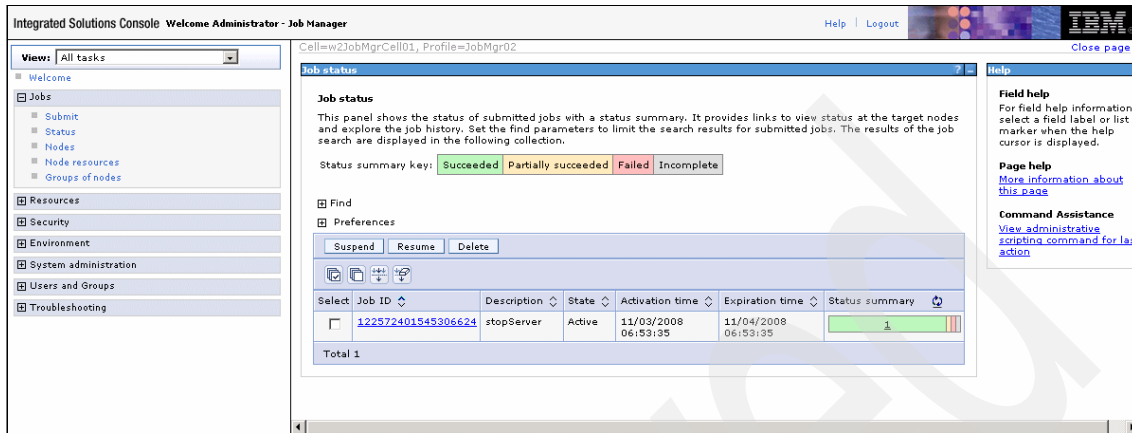 Integrated Solutions Console Welcome Administrator - Job Manager
Help | Logout
IBM.
View: All tasks
Welcome
Jobs
Submit
Status
Nodes
Node resources
Groups of nodes
Resources
Security
Environment
System administration
Users and Groups
Troubleshooting
Cell=w2JobMgrCell01, Profile=JobMgr02
Close page
Job status
? -
Job status
This panel shows the status of submitted jobs with a status summary. It provides links to view status at the target nodes
and explore the job history. Set the find parameters to limit the search results for submitted jobs. The results of the job
search are displayed in the following collection.
Status summary key: Succeeded Partially succeeded Failed Incomplete
Find
Preferences
Suspend Resume Delete
Select Job ID Description State Activation time Expiration time Status summary
122572401545306624 stopServer Active 11/03/2008 06:53:35 11/04/2008 06:53:35 1
Total 1
Help
Field help
For field help information,
select a field label or list
marker when the help
cursor is displayed.
Page help
More information about
this page
Command Assistance
View administrative
scripting command for las
action